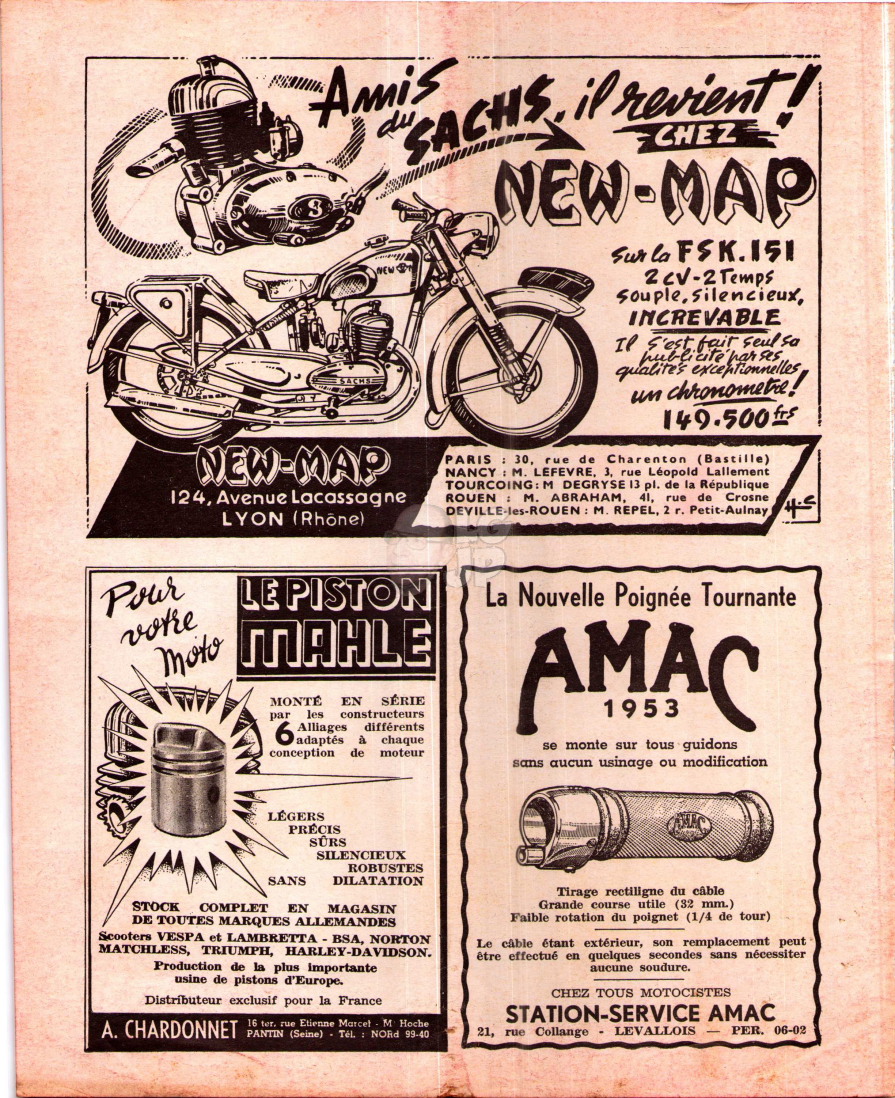 Amis
du SACHS, il revient!
CHEZ
NEW-MAP
Sur la FSK.151
2 CV-2 Temps
souple, silencieux,
INCREVABLE
Il s'est fait seul sa
publicité par ses
qualités exceptionnelles
un chronometre!
149.500 frs
NEW
SACHS
NEW-MAP
124, Avenue Lacassagne
LYON (Rhône)
PARIS : 30, rue de Charenton (Bastille)
NANCY : M. LEFEVRE, 3, rue Léopold Lallement
TOURCOING : M DEGRYSE 13 pl. de la République
ROUEN : M. ABRAHAM, 41, rue de Crosne
DEVILLE-les-ROUEN : M. REPEL, 2 r. Petit-Aulnay
Pour
votre
Moto
LE PISTON
MAHLE
MONTÉ EN SÉRIE
par les constructeurs
6 Alliages différents
adaptés à chaque
conception de moteur
LÉGERS
PRÉCIS
SÛRS
SILENCIEUX
ROBUSTES
SANS DILATATION
STOCK COMPLET EN MAGASIN
DE TOUTES MARQUES ALLEMANDES
Scooters VESPA et LAMBRETTA - BSA, NORTON
MATCHLESS, TRIUMPH, HARLEY-DAVIDSON.
Production de la plus importante
usine de pistons d'Europe.
Distributeur exclusif pour la France
A. CHARDONNET
16 ter, rue Etienne Marcel - M° Hoche
PANTIN (Seine) - Tél. : NORd 99-40
La Nouvelle Poignée Tournante
AMAC
1953
se monte sur tous guidons
sans aucun usinage ou modification
AMAC
Tirage rectiligne du câble
Grande course utile (32 mm.)
Faible rotation du poignet (1/4 de tour)
Le câble étant extérieur, son remplacement peut
être effectué en quelques secondes sans nécessiter
aucune soudure.
CHEZ TOUS MOTOCISTES
STATION-SERVICE AMAC
21, rue Collange - LEVALLOIS — PER. 06-02